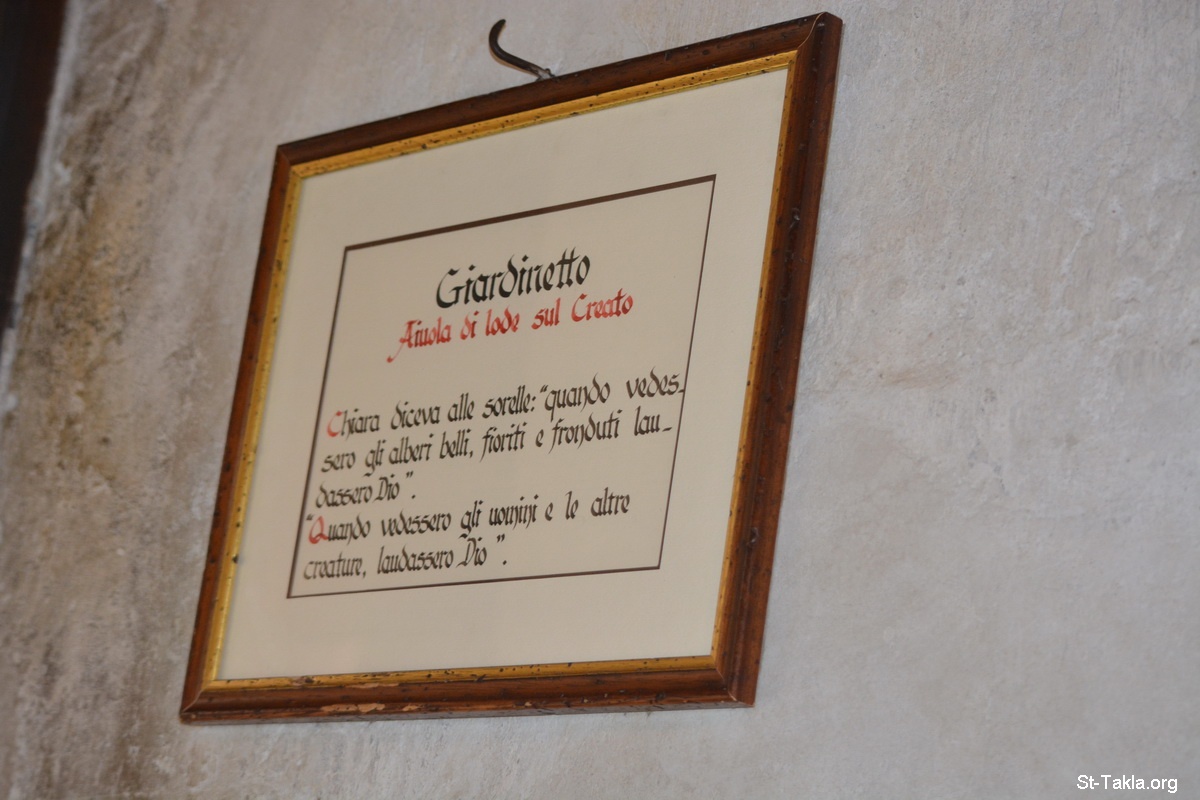 Giardinetto
Aiuola di lode sul Creato
Chiara diceva alle sorelle: “quando vedes-
sero gli alberi belli, fioriti e fronduti lau-
dassero Dio”.
“Quando vedessero gli uomini e le altre
creature, laudassero Dio”.
St-Takla.org